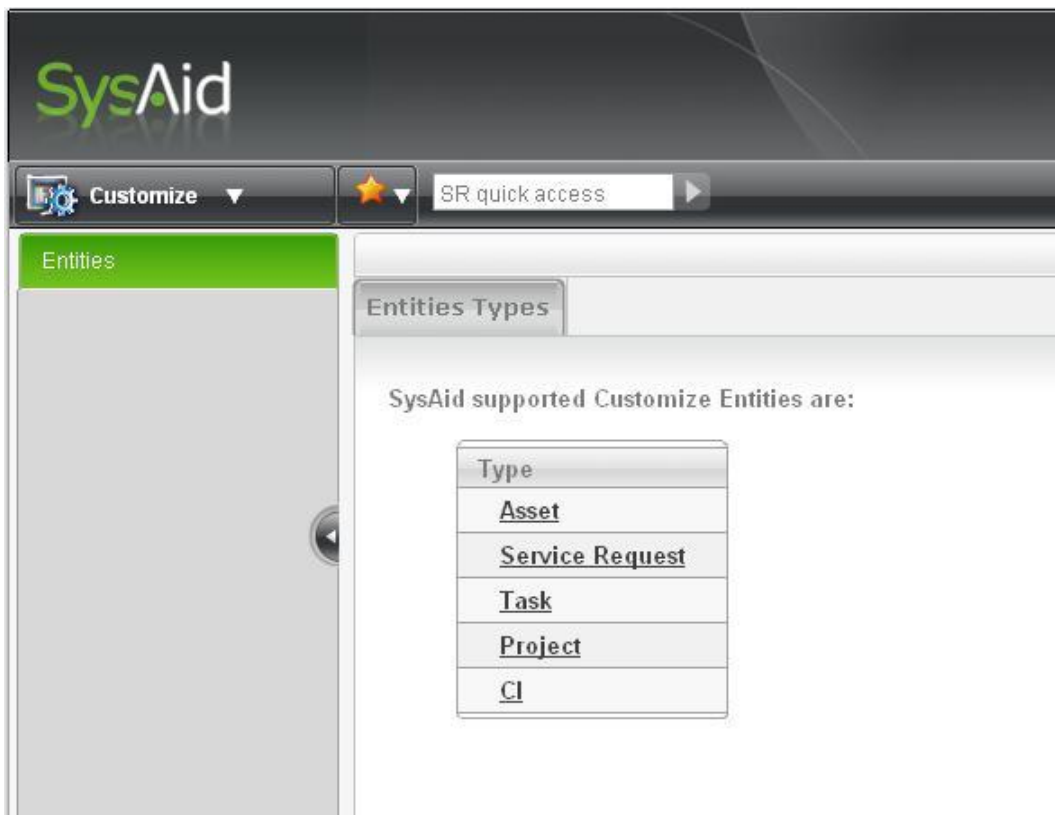 SysAid
Customize
SR quick access
Entities
Entities Types
SysAid supported Customize Entities are:
Type
Asset
Service Request
Task
Project
CI